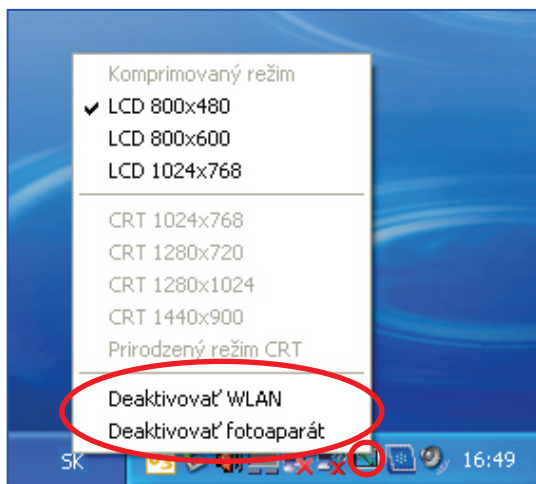 Komprimovaný režim
LCD 800x480
LCD 800x600
LCD 1024x768
CRT 1024x768
CRT 1280x720
CRT 1280x1024
CRT 1440x900
Prirodzený režim CRT
Deaktivovať WLAN
Deaktivovať fotoaparát
SK
16:49